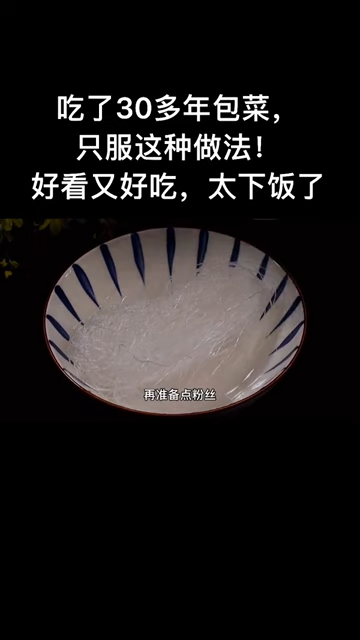 吃了30多年包菜，
只服这种做法！
好看又好吃，太下饭了
再准备点粉丝